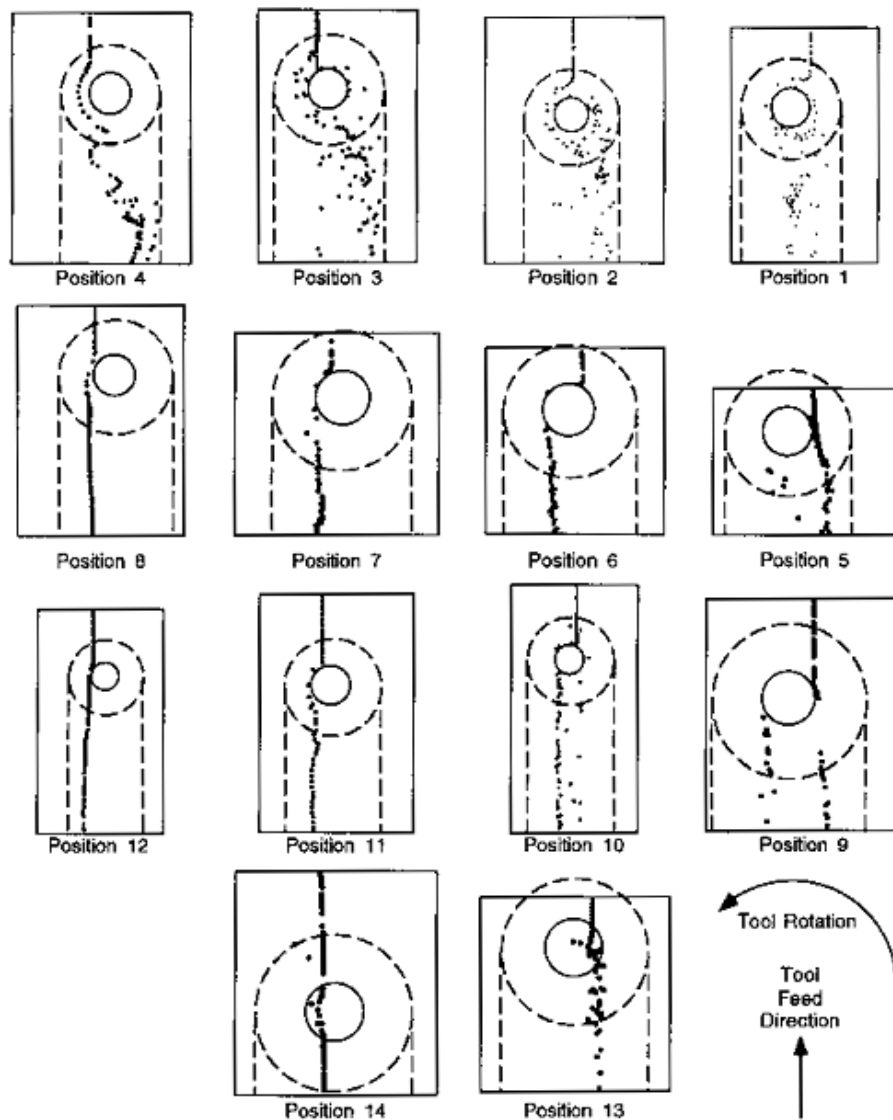 Position 4
Position 3
Position 2
Position 1
Position 8
Position 7
Position 6
Position 5
Position 12
Position 11
Position 10
Position 9
Position 14
Position 13
Tool Rotation
Tool
Feed
Direction